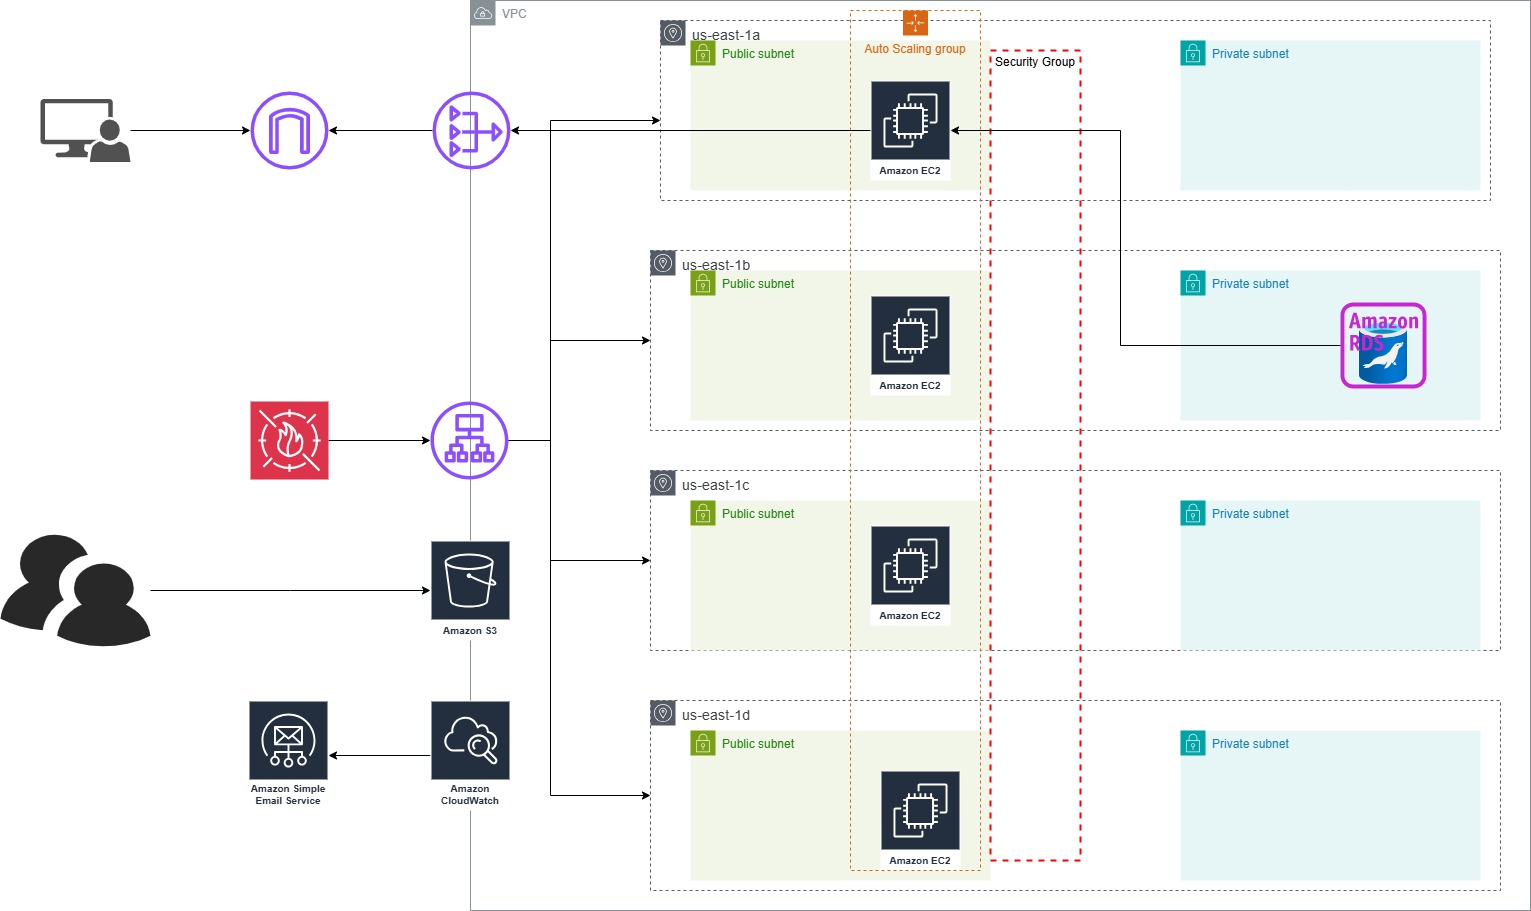 VPC
us-east-1a
Public subnet
Auto Scaling group
Security Group
Private subnet
Amazon EC2
us-east-1b
Public subnet
Private subnet
Amazon
RDS
Amazon EC2
us-east-1c
Public subnet
Private subnet
Amazon EC2
Amazon S3
us-east-1d
Public subnet
Private subnet
Amazon Simple
Email Service
Amazon
CloudWatch
Amazon EC2